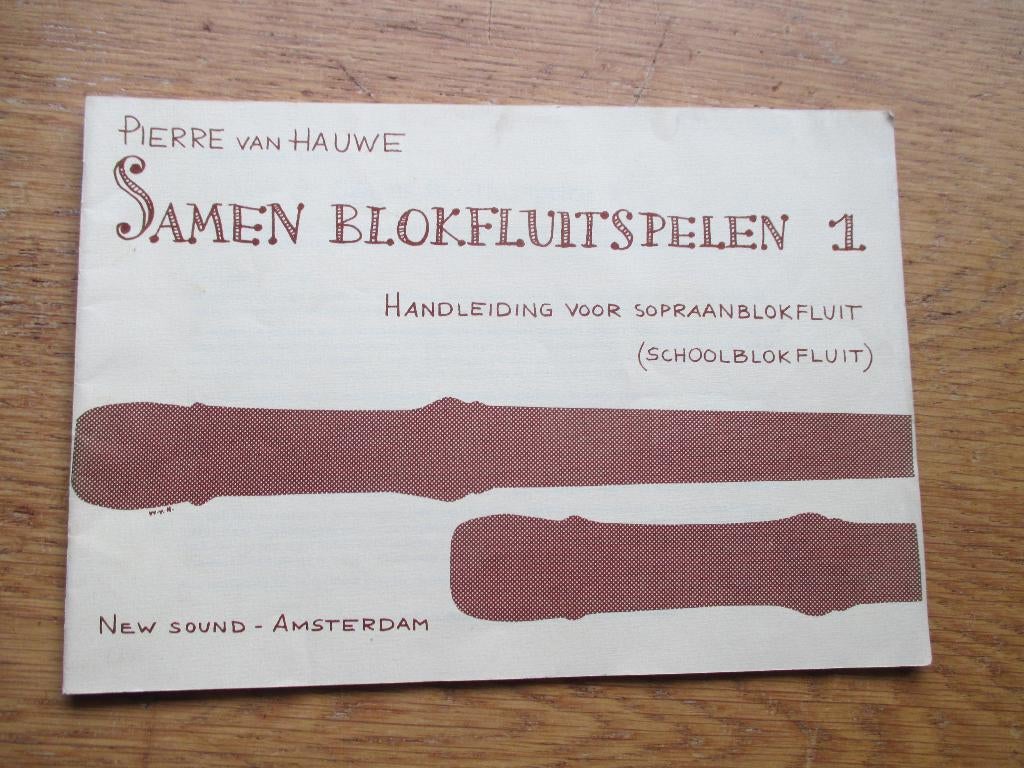 PIERRE VAN HAUWE
SAMEN BLOKFLUITSPELEN 1
HANDLEIDING VOOR SOPRAANBLOKFLUIT
(SCHOOLBLOKFLUIT)
W.V.H.
NEW SOUND - AMSTERDAM